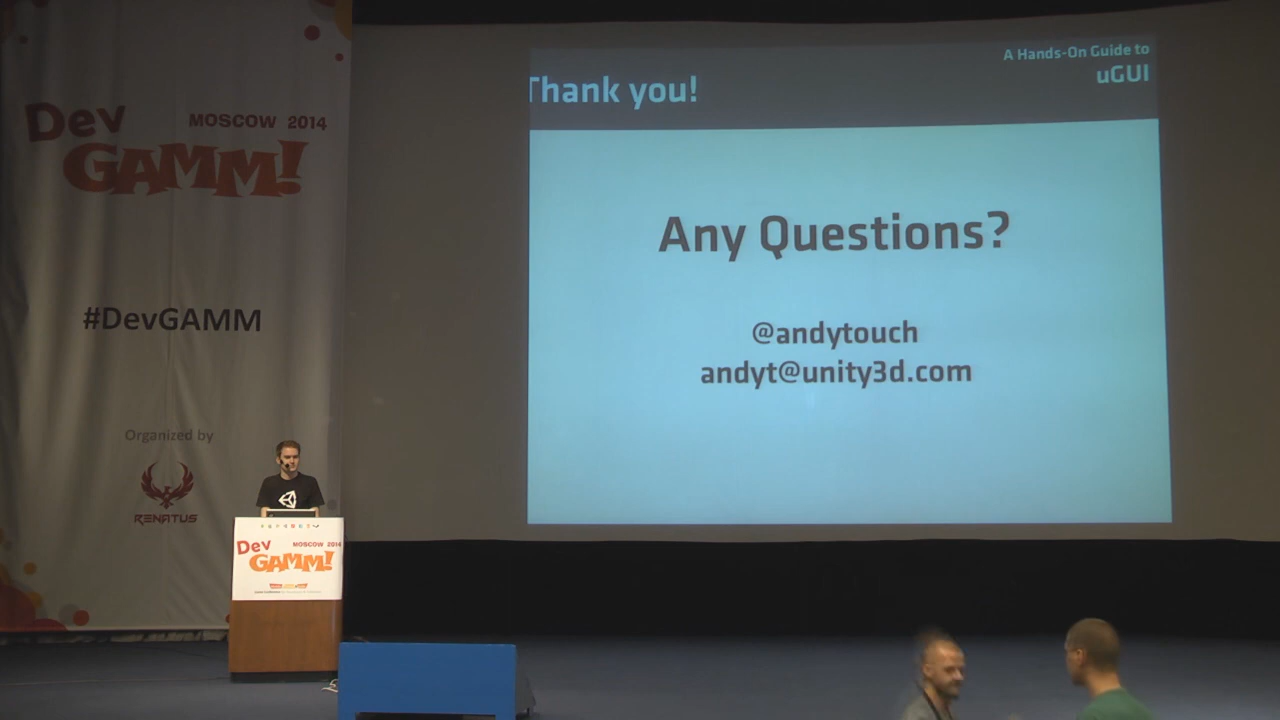 Dev
MOSCOW 2014
GAMM!
#DevGAMM
Organized by
RENATUS
Thank you!
A Hands-On Guide to
uGUI
Any Questions?
@andytouch
andyt@unity3d.com
Dev
MOSCOW 2014
GAMM!